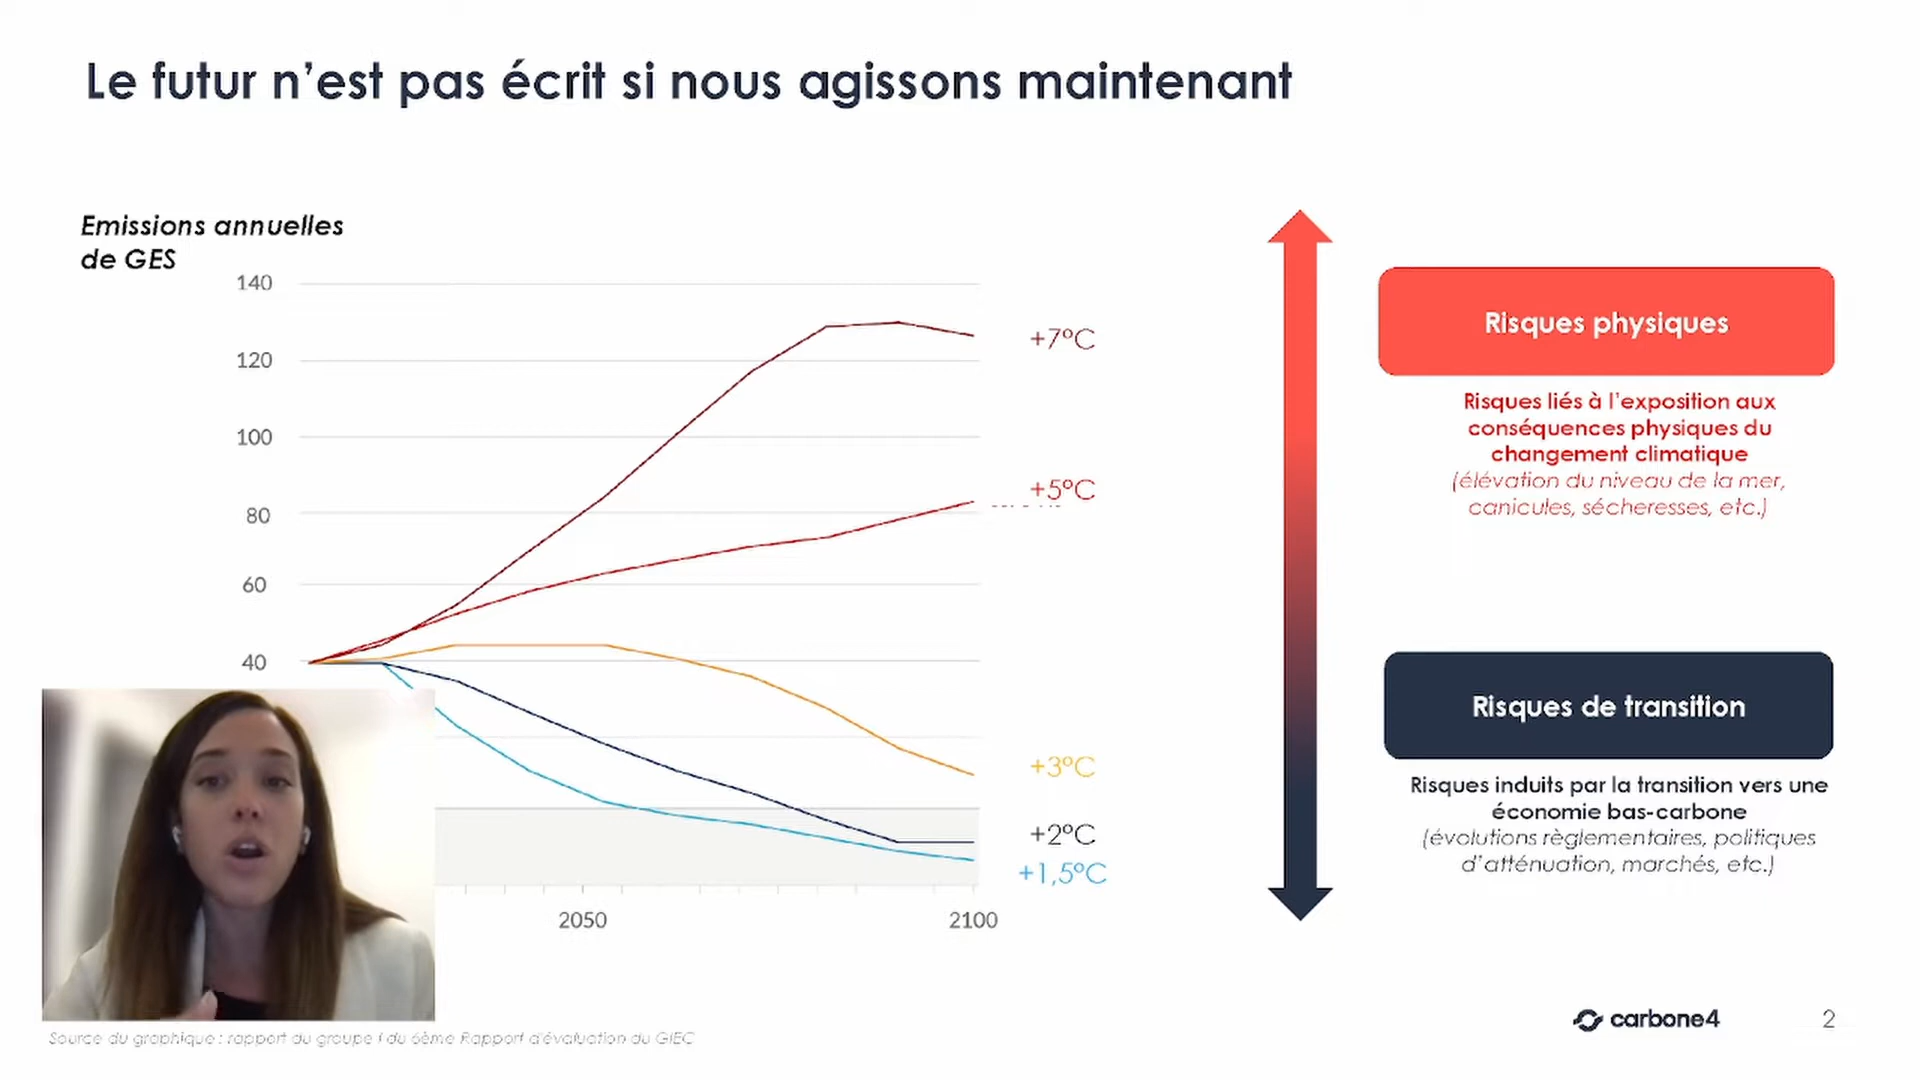 Le futur n'est pas écrit si nous agissons maintenant
Emissions annuelles
de GES
140
120
100
80
60
40
2050
2100
+7°C
+5°C
+3°C
+2°C
+1,5°C
Risques physiques
Risques liés à l'exposition aux
conséquences physiques du
changement climatique
(élévation du niveau de la mer,
canicules, sécheresses, etc.)
Risques de transition
Risques induits par la transition vers une
économie bas-carbone
(évolutions règlementaires, politiques
d'atténuation, marchés, etc.)
Source du graphique : rapport du groupe I du 6ème Rapport d'évaluation du GIEC
carbone4
2